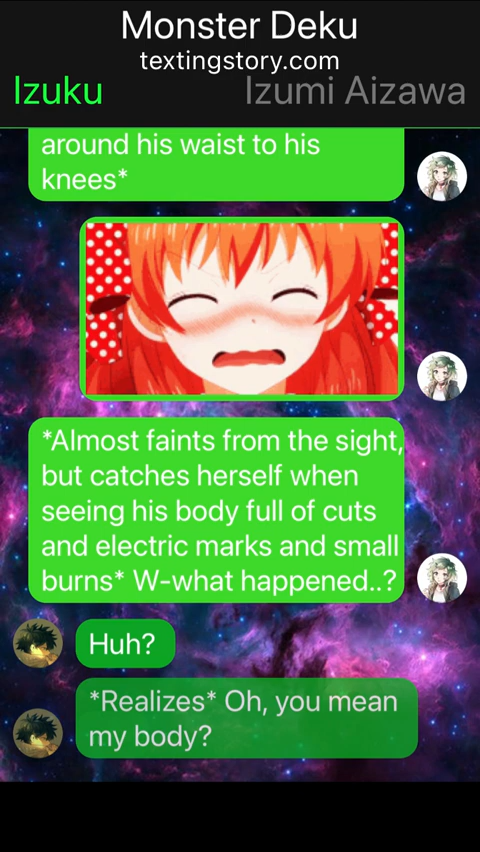 Monster Deku
textingstory.com
Izuku
Izumi Aizawa
around his waist to his
knees*
*Almost faints from the sight,
but catches herself when
seeing his body full of cuts
and electric marks and small
burns* W-what happened..?
Huh?
*Realizes* Oh, you mean
my body?